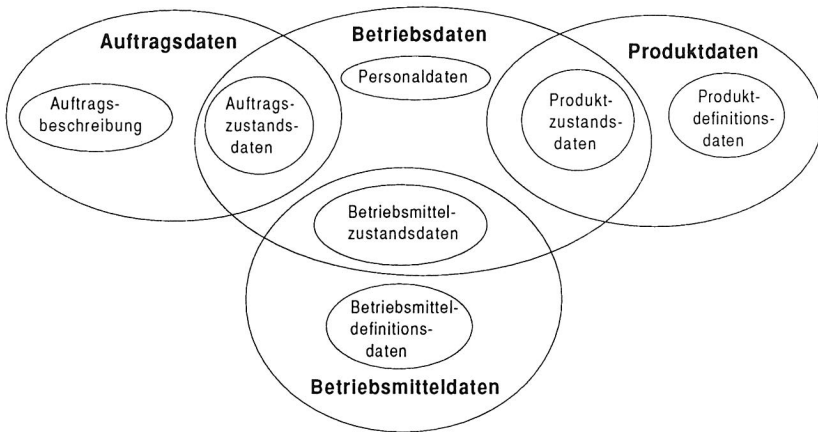 Auftragsdaten
Betriebsdaten
Produktdaten
Personaldaten
Auftrags-
beschreibung
Auftrags-
zustands-
daten
Produkt-
zustands-
daten
Produkt-
definitions-
daten
Betriebsmittel-
zustandsdaten
Betriebsmittel-
definitions-
daten
Betriebsmitteldaten